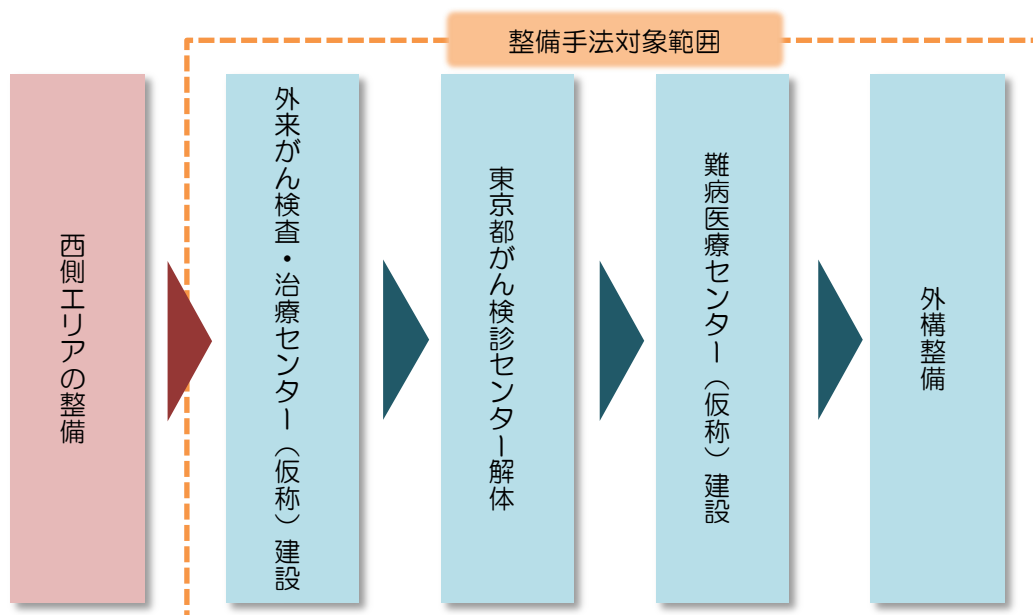 整備手法対象範囲
西側エリアの整備
外来がん検査・治療センター（仮称）建設
東京都がん検診センター解体
難病医療センター（仮称）建設
外構整備